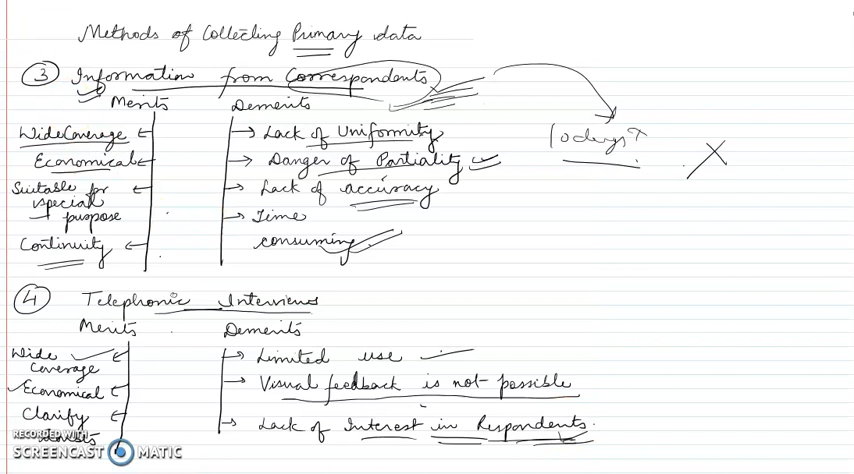 Methods of Collecting Primary data
③ Information from Correspondents
Merits Demerits
Wide Coverage Lack of Uniformity
Economical Danger of Partiality
Suitable for special purpose Lack of accuracy
Continuity Time consuming
10 days
④ Telephonic Interviews
Merits Demerits
Wide Coverage Limited use
Economical Visual feedback is not possible
Clarify Lack of Interest in Respondents.
RECORDED WITH
SCREENCAST MATIC